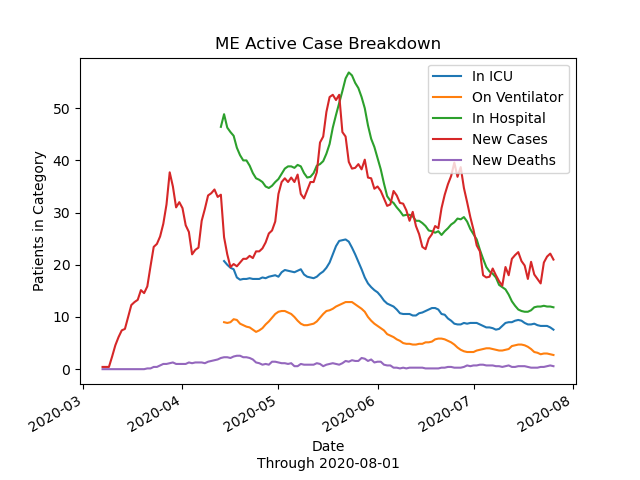 ME Active Case Breakdown
Patients in Category
50
40
30
20
10
0
In ICU
On Ventilator
In Hospital
New Cases
New Deaths
2020-03
2020-04
2020-05
2020-06
2020-07
2020-08
Date
Through 2020-08-01